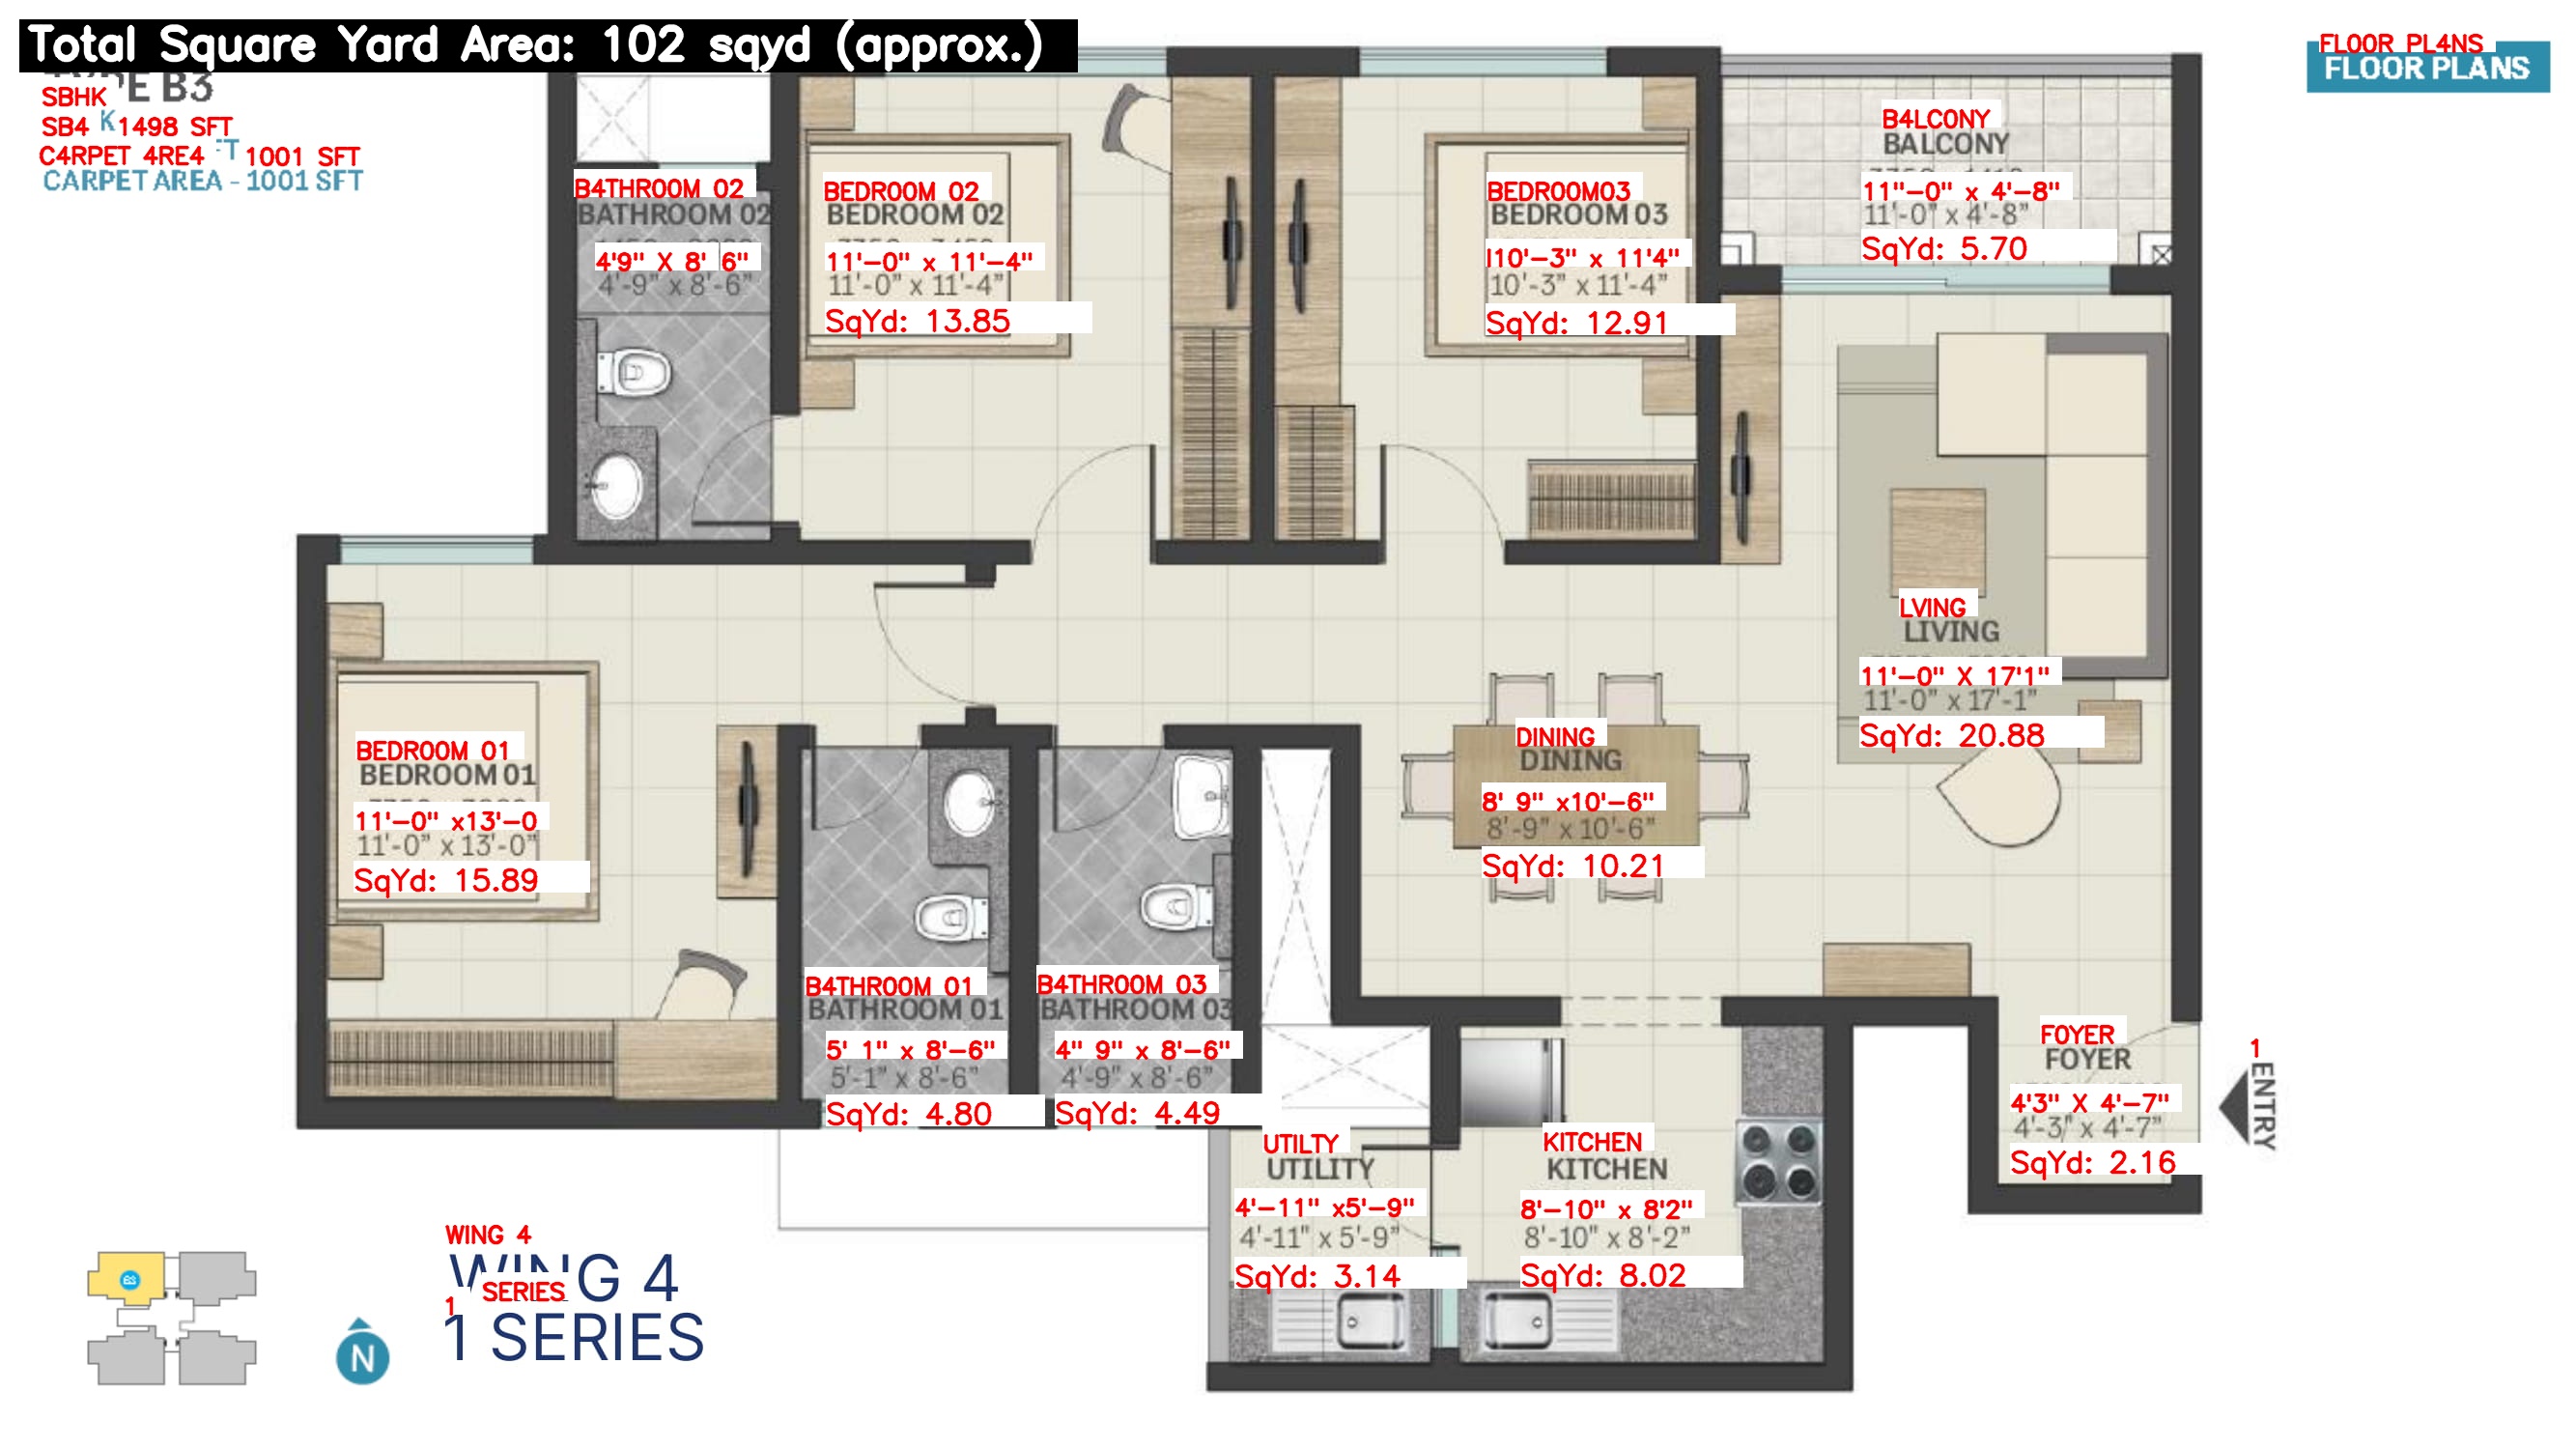 Total Square Yard Area: 102 sqyd (approx.)
FL00R PL4NS
FLOOR PLANS
E B3
SBHK
SB4 K 1498 SFT
C4RPET 4RE4 T 1001 SFT
CARPET AREA - 1001 SFT
B4THR00M 02
BATHROOM 02
4'9" X 8' 6"
4'-9" x 8'-6"
BEDR00M 02
BEDROOM 02
11'-0" x 11'-4"
11'-0" x 11'-4"
SqYd: 13.85
BEDR00M03
BEDROOM 03
I10'-3" x 11'4"
10'-3" x 11'-4"
SqYd: 12.91
B4LC0NY
BALCONY
11"-0" x 4'-8"
11'-0" x 4'-8"
SqYd: 5.70
LVING
LIVING
11'-0" X 17'1"
11'-0" x 17'-1"
SqYd: 20.88
BEDR00M 01
BEDROOM 01
11'-0" x13'-0
11'-0" x 13'-0"
SqYd: 15.89
DINING
DINING
8' 9" x10'-6"
8'-9" x 10'-6"
SqYd: 10.21
B4THR00M 01
BATHROOM 01
5' 1" x 8'-6"
5'-1" x 8'-6"
SqYd: 4.80
B4THR00M 03
BATHROOM 03
4" 9" x 8'-6"
4'-9" x 8'-6"
SqYd: 4.49
F0YER
FOYER
4'3" X 4'-7"
4'-3" x 4'-7"
SqYd: 2.16
1
ENTRY
UTILTY
UTILITY
4'-11" x5'-9"
4'-11" x 5'-9"
SqYd: 3.14
KITCHEN
KITCHEN
8'-10" x 8'2"
8'-10" x 8'-2"
SqYd: 8.02
WING 4
WING 4
SERIES
1
1 SERIES
N